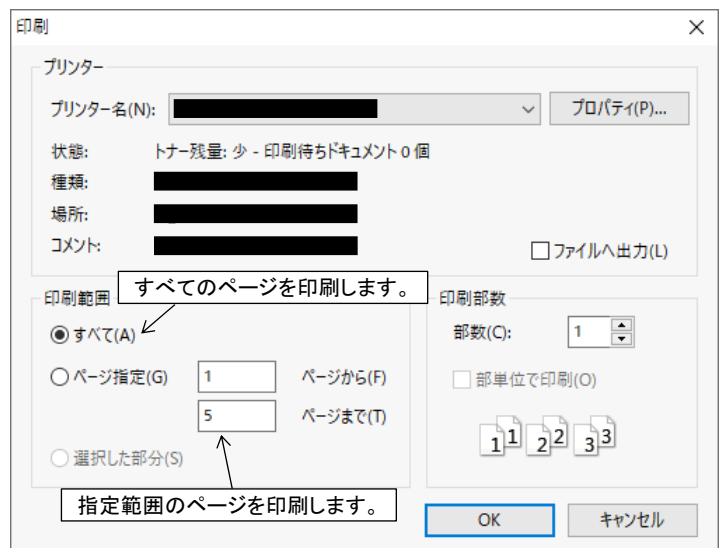 印刷
プリンター
プリンター名(N):
プロパティ(P)...
状態: トナー残量: 少 - 印刷待ちドキュメント 0 個
種類:
場所:
コメント:
ファイルへ出力(L)
印刷範囲
すべてのページを印刷します。
すべて(A)
ページ指定(G) 1 ページから(F)
5 ページまで(T)
選択した部分(S)
指定範囲のページを印刷します。
印刷部数
部数(C): 1
部単位で印刷(O)
1 1 2 2 3 3
OK キャンセル